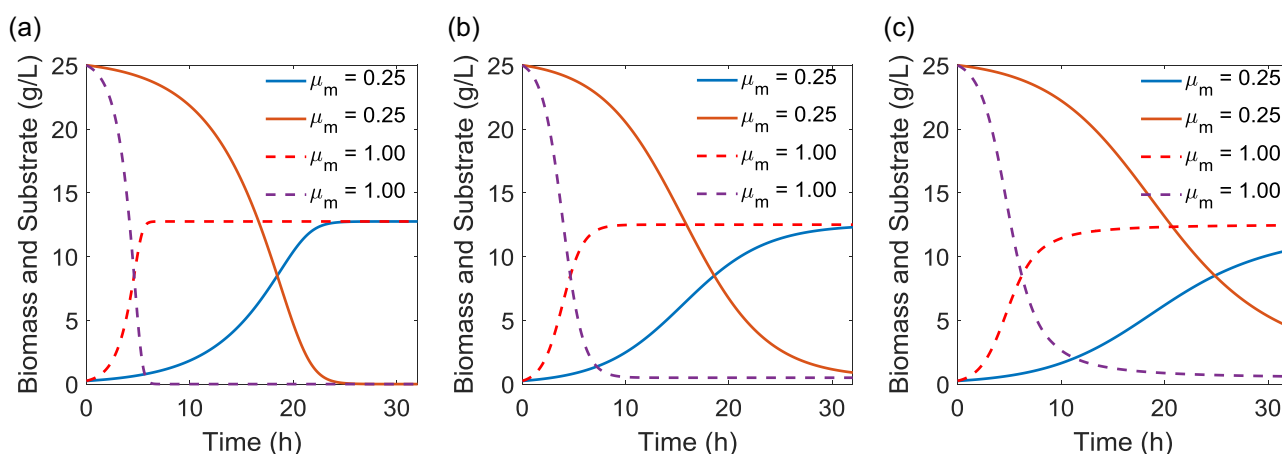 (a)
(b)
(c)
Biomass and Substrate (g/L)
25
20
15
10
5
0
μm = 0.25
μm = 0.25
μm = 1.00
μm = 1.00
0 10 20 30
Time (h)
Biomass and Substrate (g/L)
25
20
15
10
5
0
μm = 0.25
μm = 0.25
μm = 1.00
μm = 1.00
0 10 20 30
Time (h)
Biomass and Substrate (g/L)
25
20
15
10
5
0
μm = 0.25
μm = 0.25
μm = 1.00
μm = 1.00
0 10 20 30
Time (h)